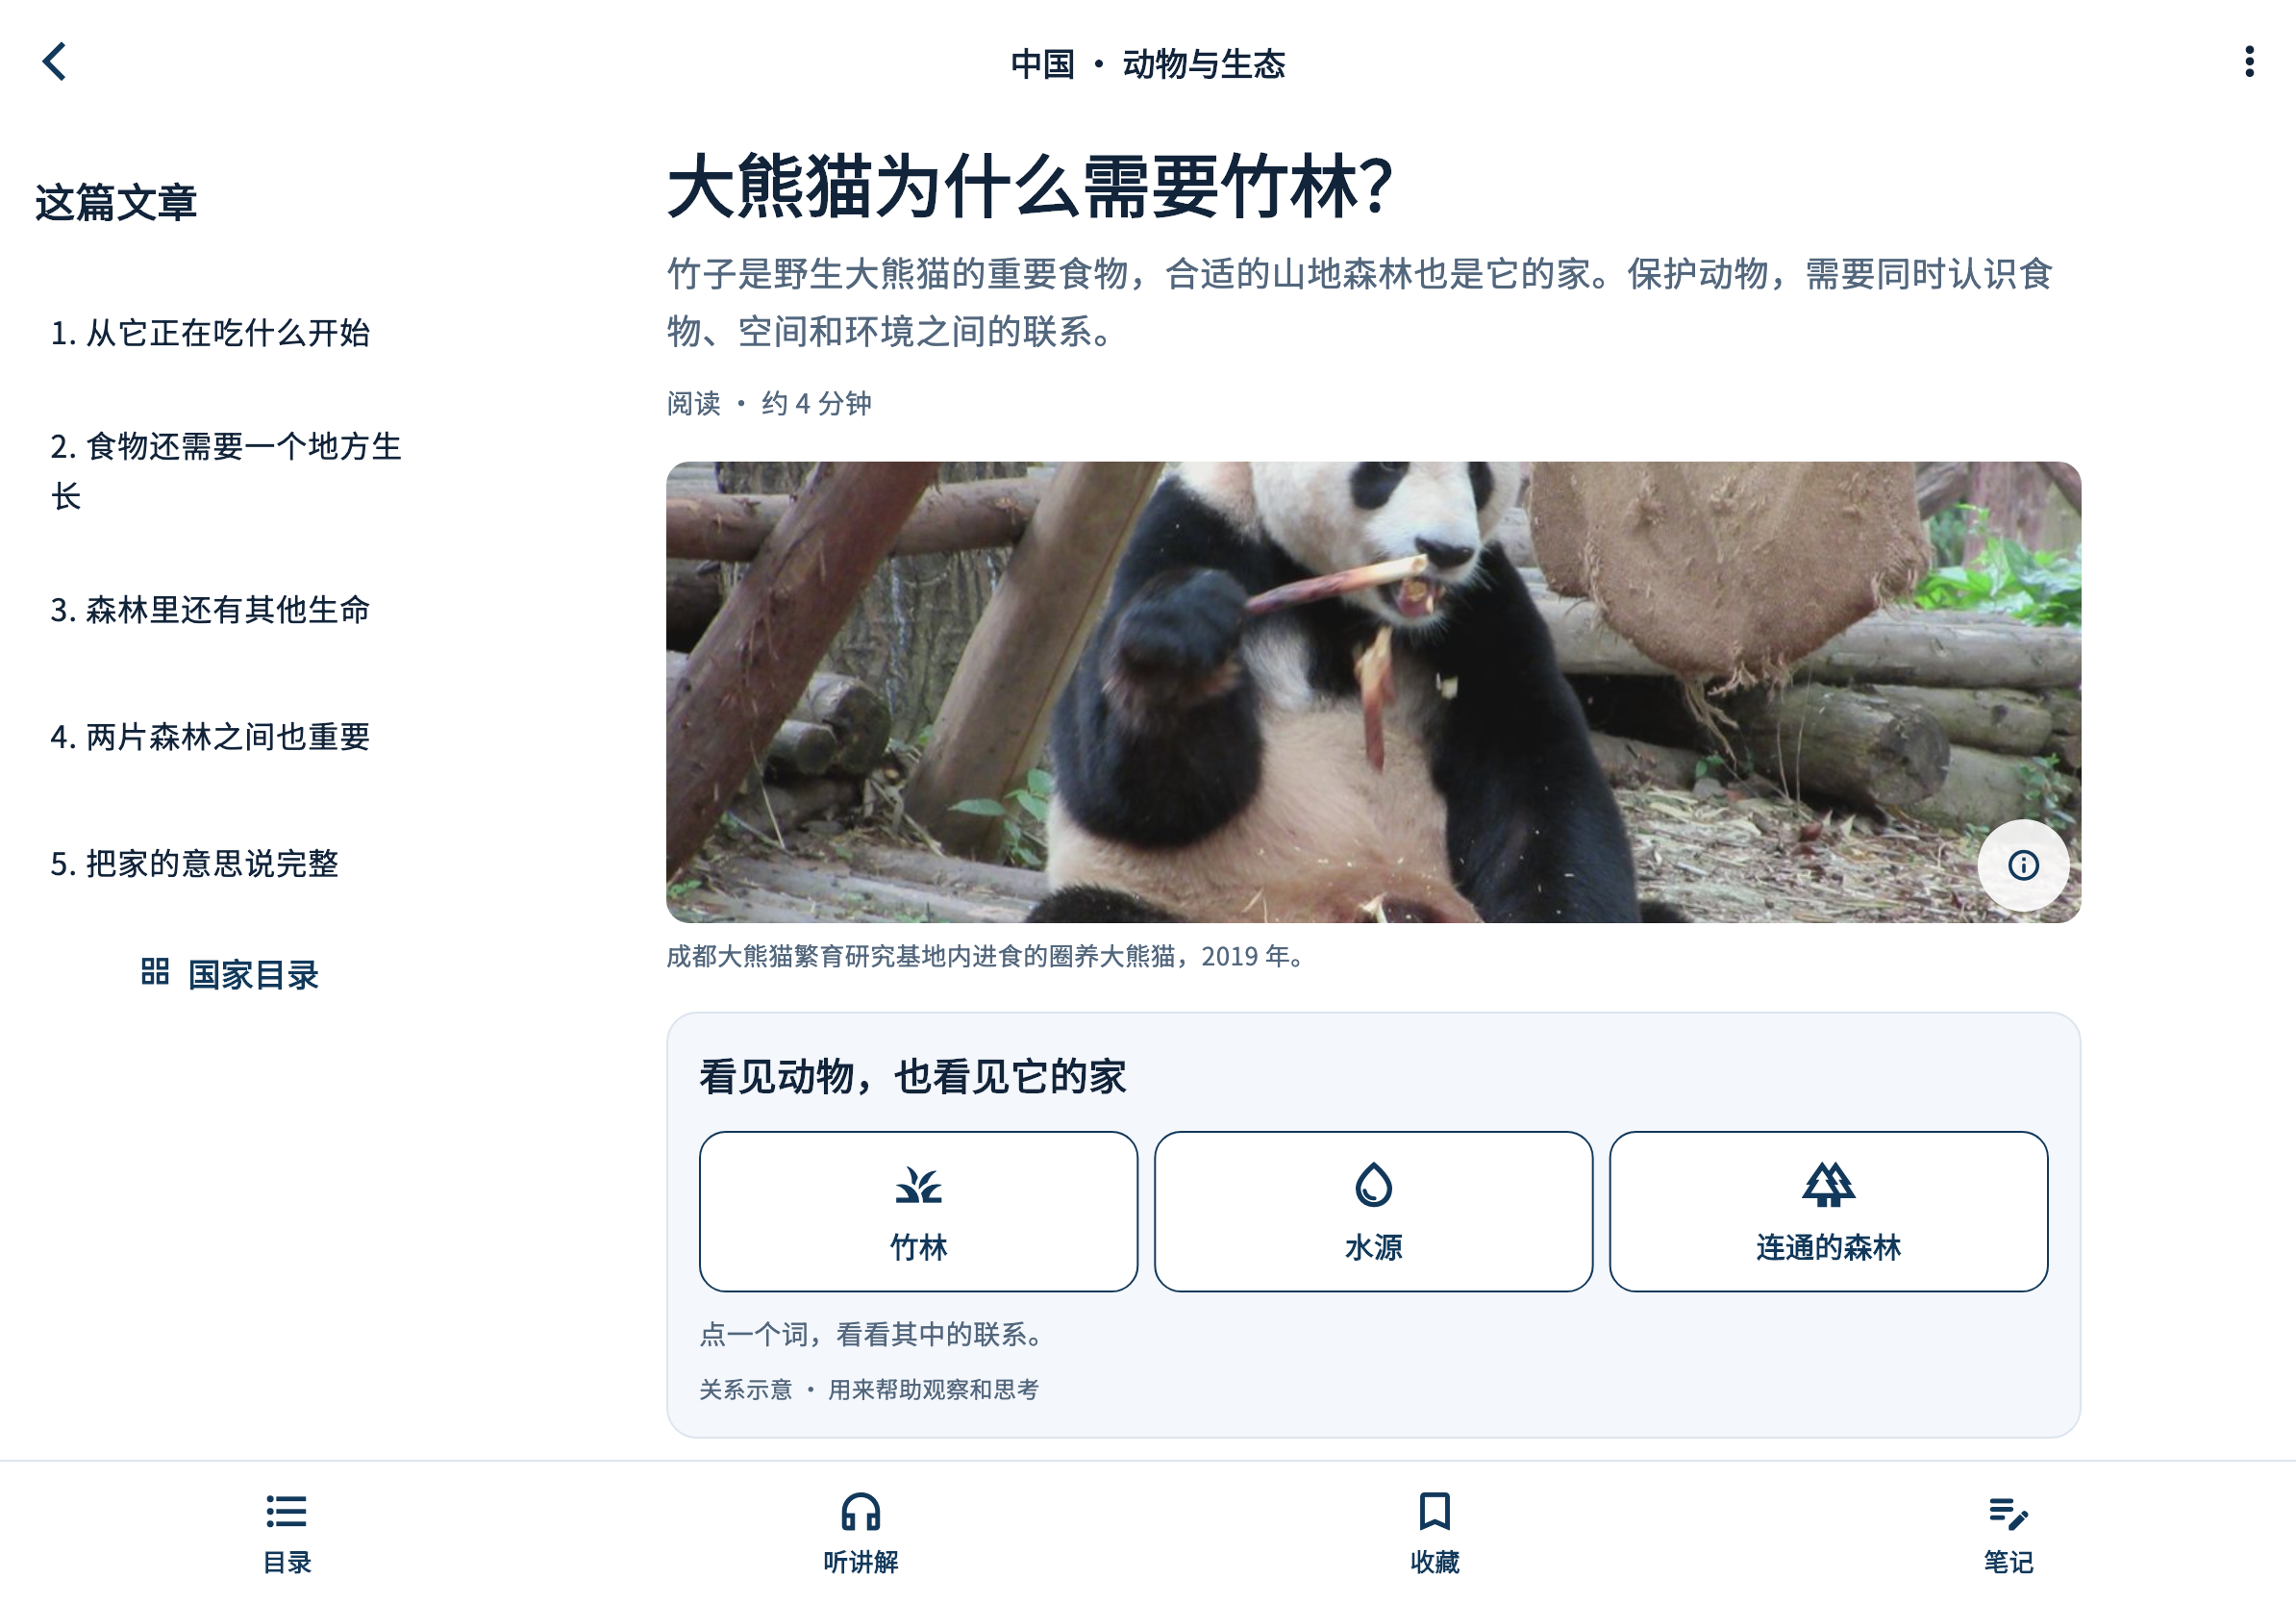 中国 · 动物与生态
这篇文章
1. 从它正在吃什么开始
2. 食物还需要一个地方生
长
3. 森林里还有其他生命
4. 两片森林之间也重要
5. 把家的意思说完整
国家目录
大熊猫为什么需要竹林？
竹子是野生大熊猫的重要食物，合适的山地森林也是它的家。保护动物，需要同时认识食
物、空间和环境之间的联系。
阅读 · 约 4 分钟
成都大熊猫繁育研究基地内进食的圈养大熊猫，2019 年。
看见动物，也看见它的家
竹林
水源
连通的森林
点一个词，看看其中的联系。
关系示意 · 用来帮助观察和思考
目录
听讲解
收藏
笔记